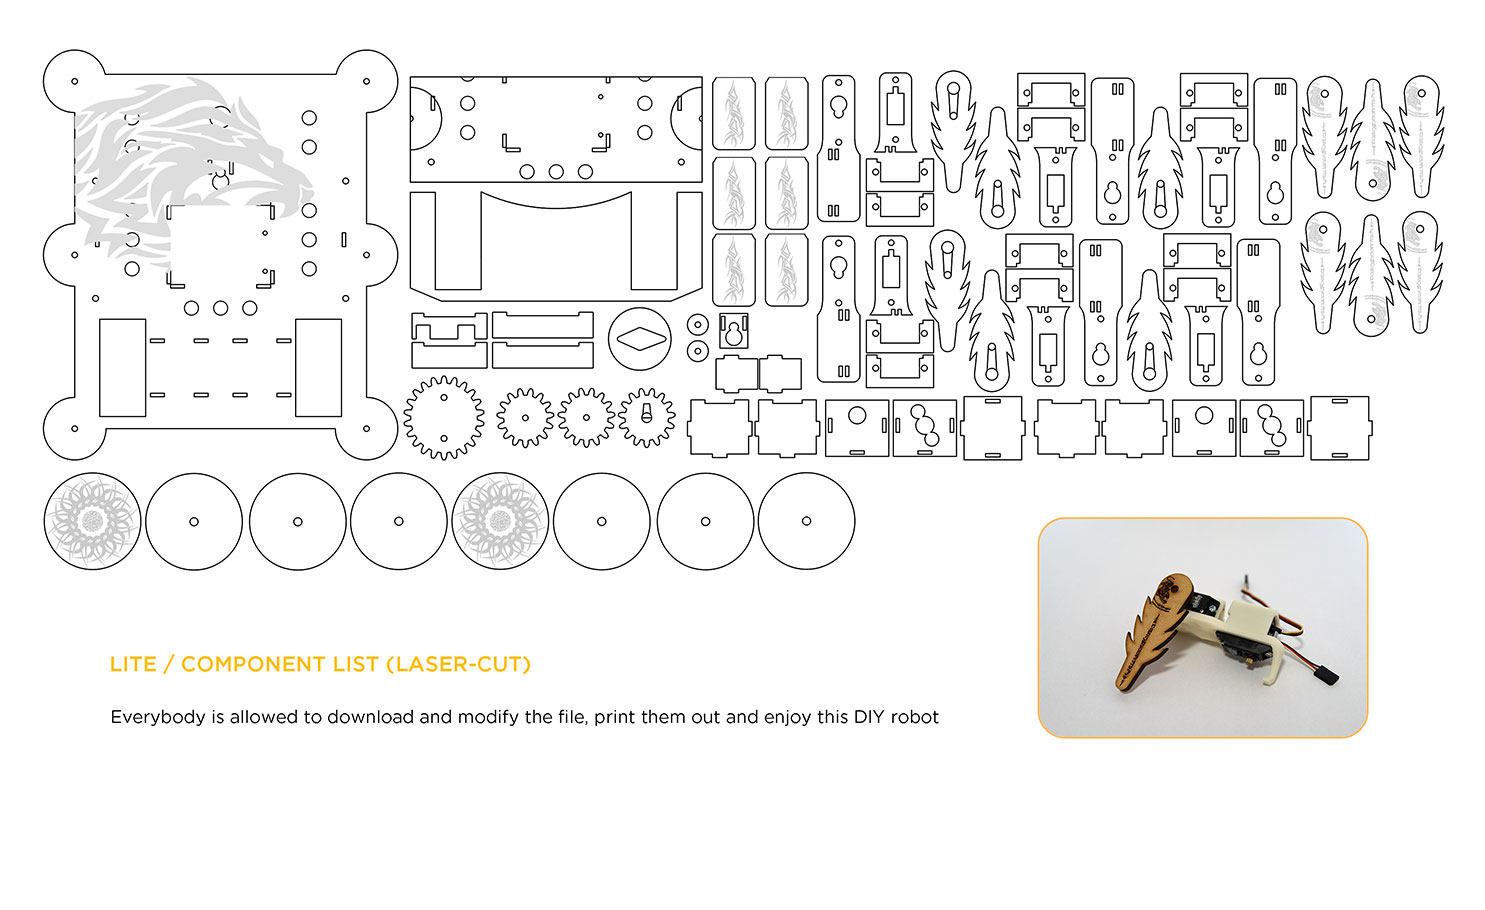 LITE / COMPONENT LIST (LASER-CUT)
Everybody is allowed to download and modify the file, print them out and enjoy this DIY robot